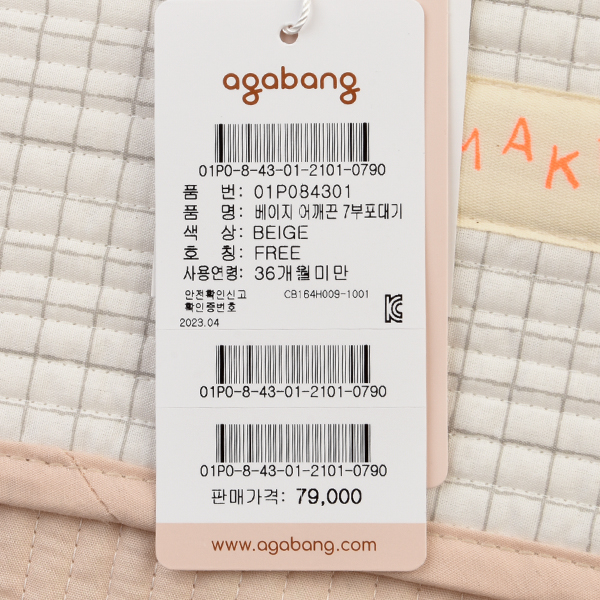 agabang
01P0-8-43-01-2101-0790
품 번: 01P084301
품 명: 베이지 어깨끈 7부포대기
색 상: BEIGE
호 칭: FREE
사용연령: 36개월미만
안전확인신고 CB164H009-1001
확인증번호
2023.04
01P0-8-43-01-2101-0790
01P0-8-43-01-2101-0790
판매가격: 79,000
www.agabang.com
MAK